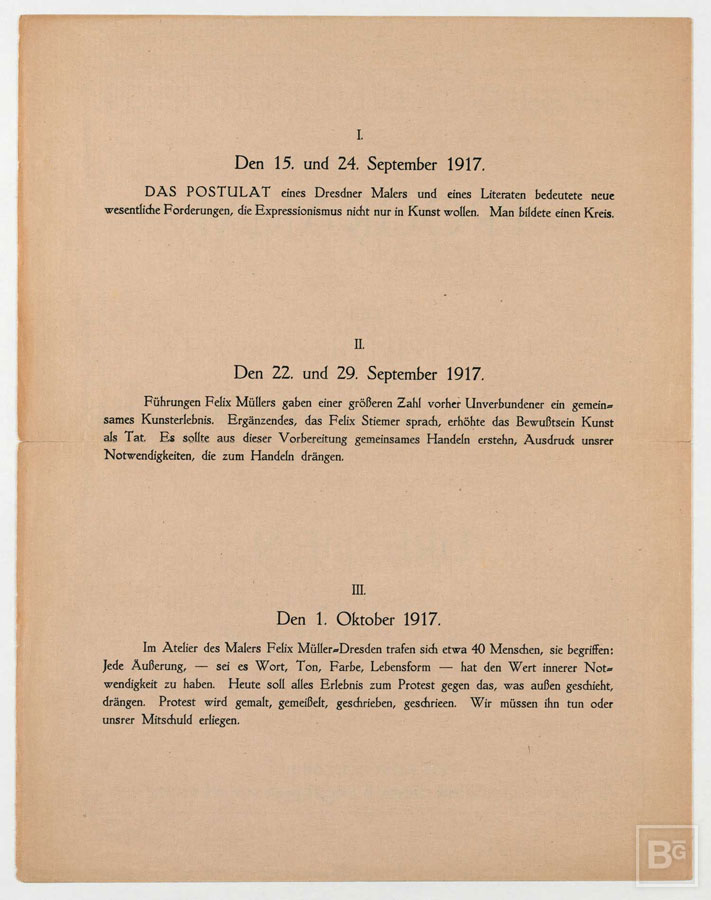 I.
Den 15. und 24. September 1917.
DAS POSTULAT eines Dresdner Malers und eines Literaten bedeutete neue
wesentliche Forderungen, die Expressionismus nicht nur in Kunst wollen. Man bildete einen Kreis.
II.
Den 22. und 29. September 1917.
Führungen Felix Müllers gaben einer größeren Zahl vorher Unverbundener ein gemein=
sames Kunsterlebnis. Ergänzendes, das Felix Stiemer sprach, erhöhte das Bewußtsein Kunst
als Tat. Es sollte aus dieser Vorbereitung gemeinsames Handeln erstehn, Ausdruck unsrer
Notwendigkeiten, die zum Handeln drängen.
III.
Den 1. Oktober 1917.
Im Atelier des Malers Felix Müller=Dresden trafen sich etwa 40 Menschen, sie begriffen:
Jede Äußerung, — sei es Wort, Ton, Farbe, Lebensform — hat den Wert innerer Not=
wendigkeit zu haben. Heute soll alles Erlebnis zum Protest gegen das, was außen geschieht,
drängen. Protest wird gemalt, gemeißelt, geschrieben, geschrieen. Wir müssen ihn tun oder
unsrer Mitschuld erliegen.
BG